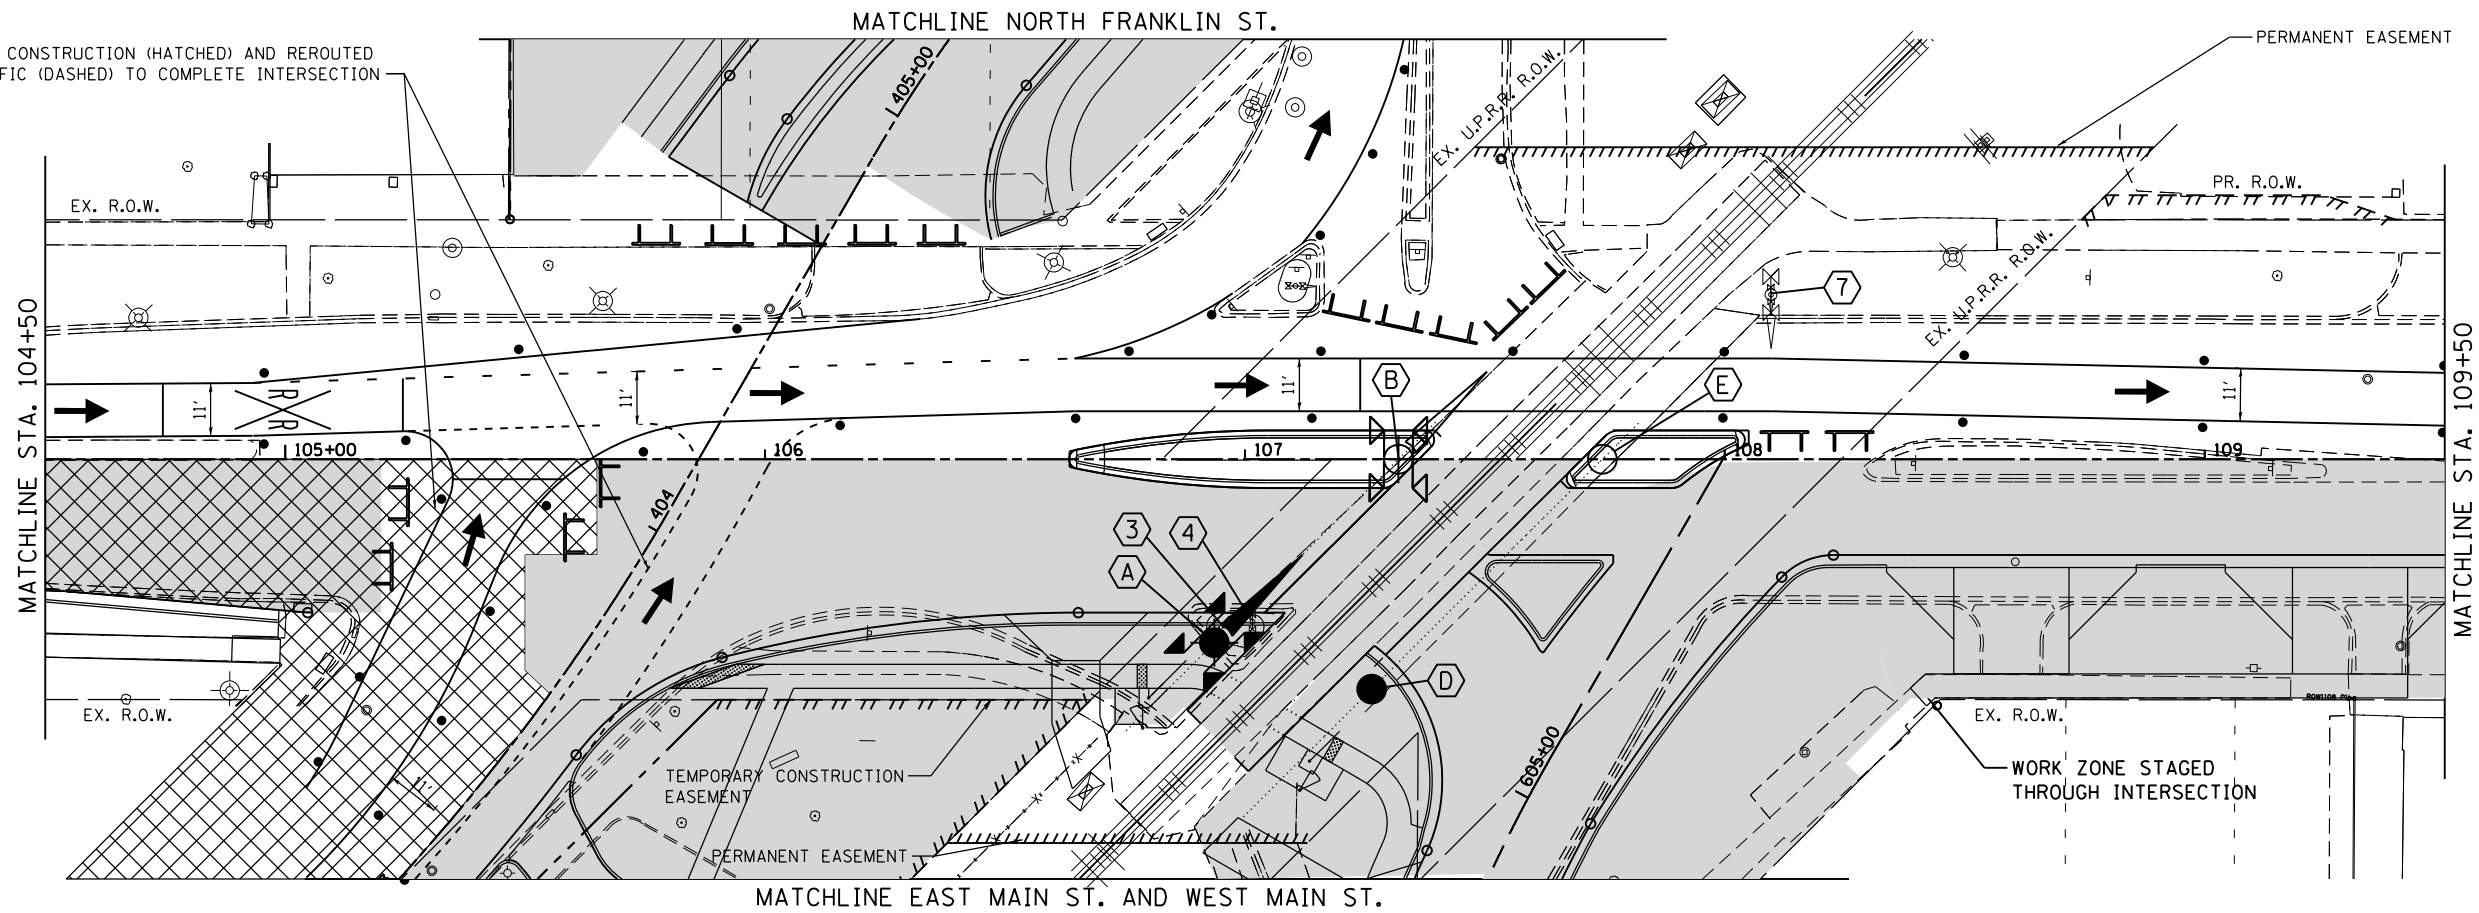 MATCHLINE NORTH FRANKLIN ST.
CONSTRUCTION (HATCHED) AND REROUTED
FIC (DASHED) TO COMPLETE INTERSECTION
PERMANENT EASEMENT
405+00
EX. U.P.R.R. R.O.W.
EX. R.O.W.
PR. R.O.W.
EX. U.P.R.R. R.O.W.
7
MATCHLINE STA. 104+50
MATCHLINE STA. 109+50
11'
R R
11'
11'
B
E
11'
105+00
106
107
108
109
404
3
4
A
D
EX. R.O.W.
EX. R.O.W.
605+00
11'
TEMPORARY CONSTRUCTION
EASEMENT
WORK ZONE STAGED
THROUGH INTERSECTION
PERMANENT EASEMENT
MATCHLINE EAST MAIN ST. AND WEST MAIN ST.